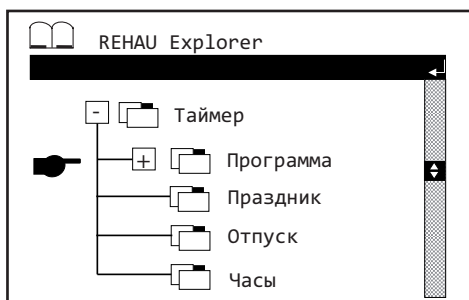 REHAU Explorer
- Таймер
+ Программа
Праздник
Отпуск
Часы